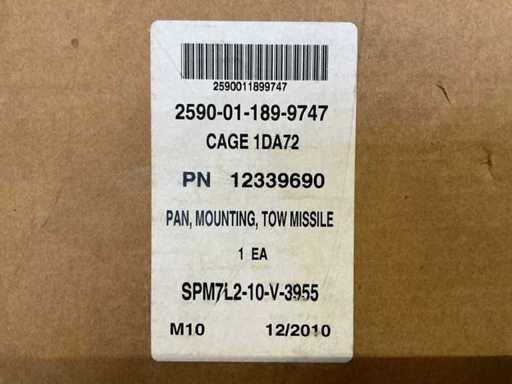 2590011899747
2590-01-189-9747
CAGE 1DA72
PN 12339690
PAN, MOUNTING, TOW MISSILE
1 EA
SPM7L2-10-V-3955
M10 12/2010